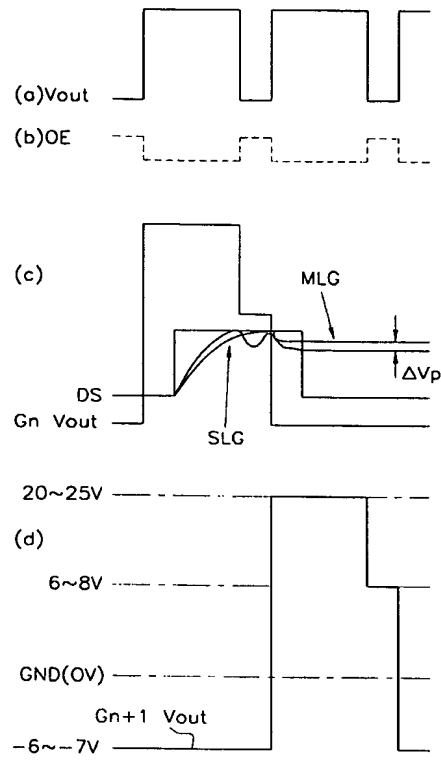 (a)Vout
(b)OE
(c)
MLG
ΔVp
DS
Gn Vout
SLG
20~25V
(d)
6~8V
GND(0V)
Gn+1 Vout
-6~-7V